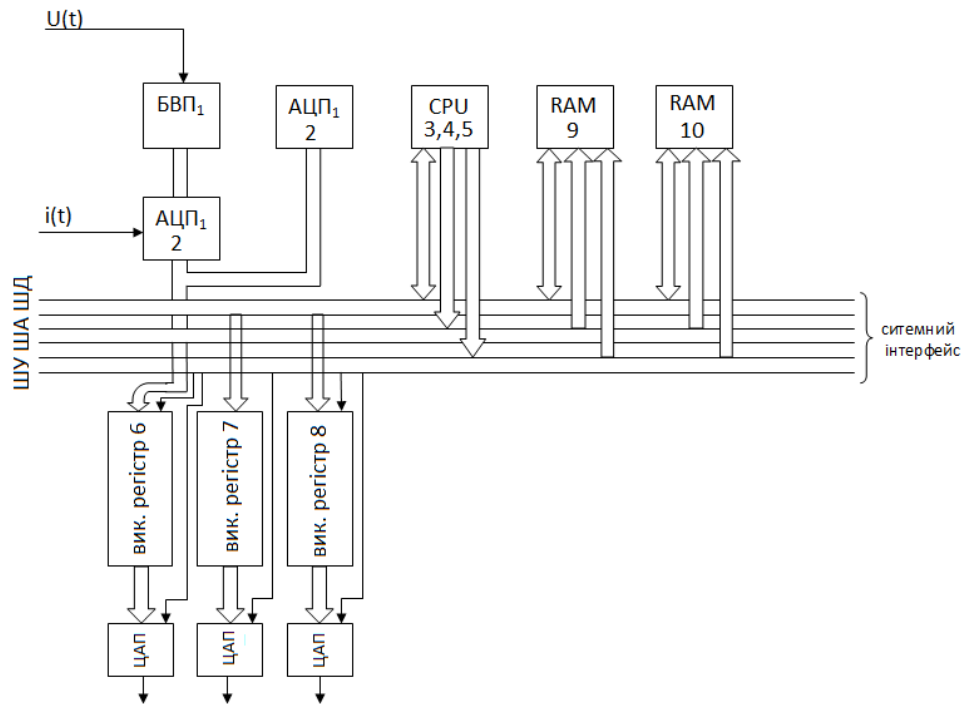 U(t)
БВП₁
АЦП₁
2
CPU
3,4,5
RAM
9
RAM
10
i(t)
АЦП₁
2
ШУ ША ШД
ситемний
інтерфейс
вик. регістр 6
вик. регістр 7
вик. регістр 8
ЦАП
ЦАП
ЦАП